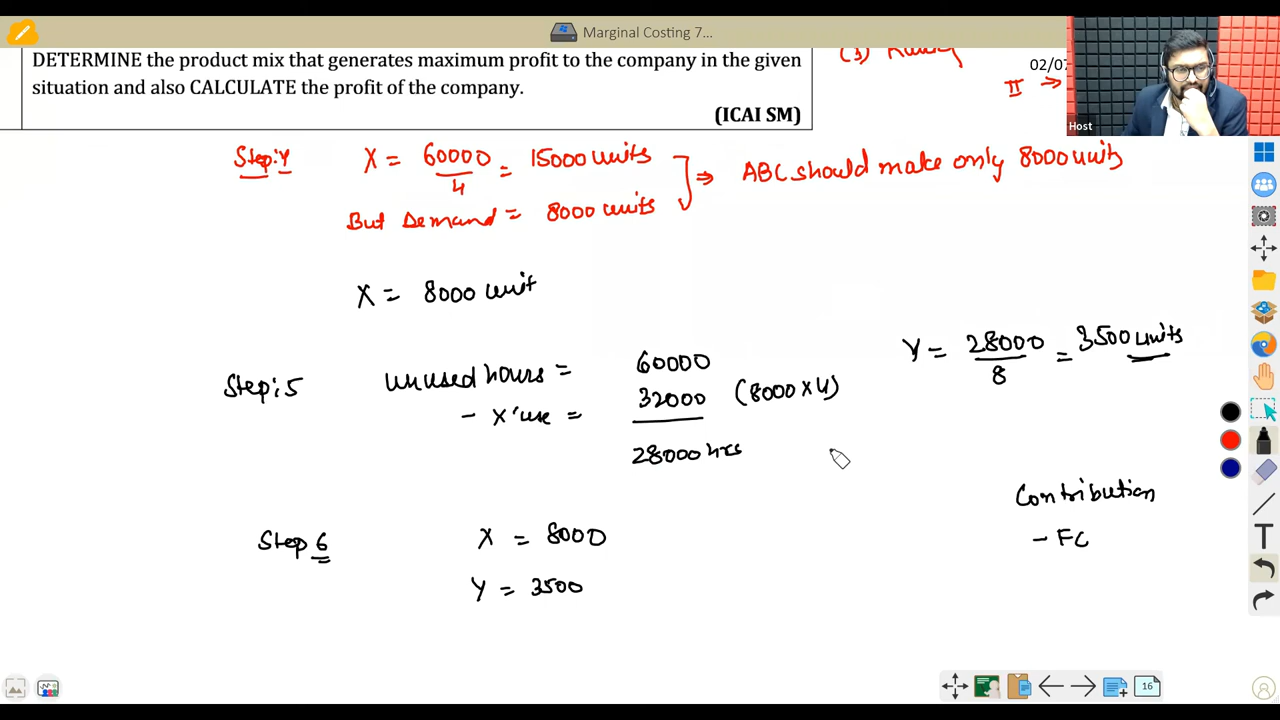 Marginal Costing 7...
DETERMINE the product mix that generates maximum profit to the company in the given
situation and also CALCULATE the profit of the company.
(ICAI SM)
(3)
02/07
II ⇒
Host
Step:4 X = 60000/4 = 15000 units ⇒ ABC should make only 8000 units
But Demand = 8000 units
X = 8000 unit
Y = 28000/8 = 3500 units
Step:5 unused hours = 60000
- X'use = 32000 (8000 x 4)
28000 hrs
Contribution
- FC
Step 6 X = 8000
Y = 3500
T
16